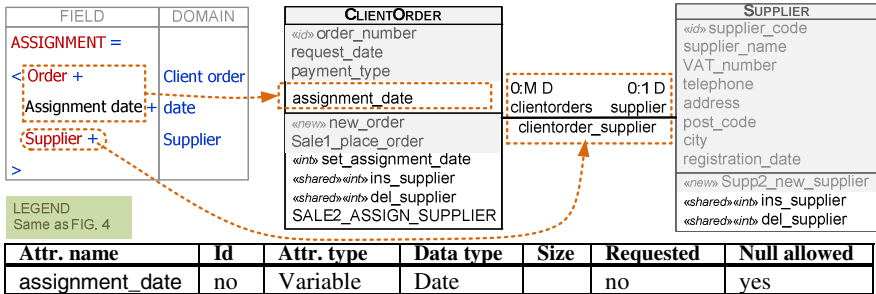 FIELD DOMAIN
ASSIGNMENT =
< Order + Client order
Assignment date + date
Supplier + Supplier
>
LEGEND
Same as FIG. 4
CLIENTORDER
«id» order_number
request_date
payment_type
assignment_date
«new» new_order
Sale1_place_order
«int» set_assignment_date
«shared»«int» ins_supplier
«shared»«int» del_supplier
SALE2_ASSIGN_SUPPLIER
0:M D 0:1 D
clientorders supplier
clientorder_supplier
SUPPLIER
«id» supplier_code
supplier_name
VAT_number
telephone
address
post_code
city
registration_date
«new» Supp2_new_supplier
«shared»«int» ins_supplier
«shared»«int» del_supplier
Attr. name Id Attr. type Data type Size Requested Null allowed
assignment_date no Variable Date no yes